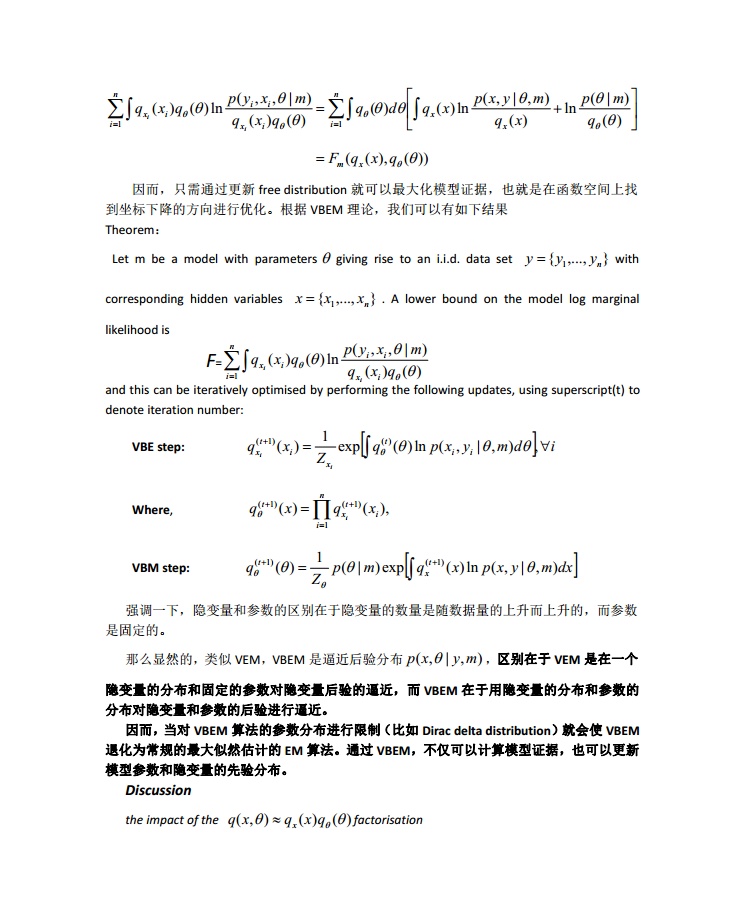 $$\sum_{i=1}^{n}\int q_{x_i}(x_i)q_\theta(\theta)\ln\frac{p(y_i,x_i,\theta|m)}{q_{x_i}(x_i)q_\theta(\theta)}=\sum_{i=1}^{n}\int q_\theta(\theta)d\theta\left[\int q_x(x)\ln\frac{p(x,y|\theta,m)}{q_x(x)}+\ln\frac{p(\theta|m)}{q_\theta(\theta)}\right]$$
$$=F_m(q_x(x),q_\theta(\theta))$$
因而，只需通过更新 free distribution 就可以最大化模型证据，也就是在函数空间上找
到坐标下降的方向进行优化。根据 VBEM 理论，我们可以有如下结果
Theorem：
Let m be a model with parameters $\theta$ giving rise to an i.i.d. data set $y=\{y_1,...,y_n\}$ with
corresponding hidden variables $x=\{x_1,...,x_n\}$ . A lower bound on the model log marginal
likelihood is
$$F=\sum_{i=1}^{n}\int q_{x_i}(x_i)q_\theta(\theta)\ln\frac{p(y_i,x_i,\theta|m)}{q_{x_i}(x_i)q_\theta(\theta)}$$
and this can be iteratively optimised by performing the following updates, using superscript(t) to
denote iteration number:
VBE step: $q_{x_i}^{(t+1)}(x_i)=\frac{1}{Z_{x_i}}\exp\left[\int q_\theta^{(t)}(\theta)\ln p(x_i,y_i|\theta,m)d\theta\right],\forall i$
Where, $q_\theta^{(t+1)}(x)=\prod_{i=1}^{n}q_{x_i}^{(t+1)}(x_i),$
VBM step: $q_\theta^{(t+1)}(\theta)=\frac{1}{Z_\theta}p(\theta|m)\exp\left[\int q_x^{(t+1)}(x)\ln p(x,y|\theta,m)dx\right]$
强调一下，隐变量和参数的区别在于隐变量的数量是随数据量的上升而上升的，而参数
是固定的。
那么显然的，类似 VEM，VBEM 是逼近后验分布 $p(x,\theta|y,m)$，区别在于 VEM 是在一个
隐变量的分布和固定的参数对隐变量后验的逼近，而 VBEM 在于用隐变量的分布和参数的
分布对隐变量和参数的后验进行逼近。
因而，当对 VBEM 算法的参数分布进行限制（比如 Dirac delta distribution）就会使 VBEM
退化为常规的最大似然估计的 EM 算法。通过 VBEM，不仅可以计算模型证据，也可以更新
模型参数和隐变量的先验分布。
Discussion
the impact of the $q(x,\theta)\approx q_x(x)q_\theta(\theta)$ factorisation